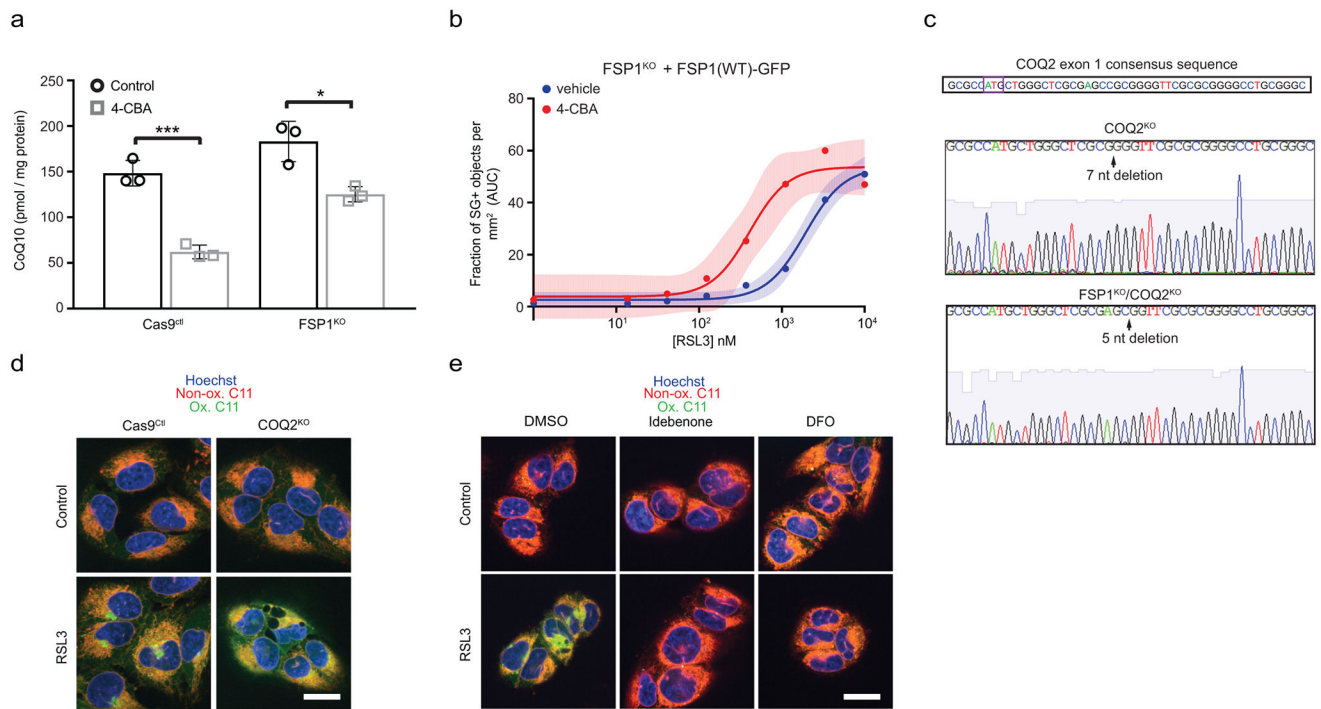 a
CoQ10 (pmol / mg protein)
250
200
150
100
50
0
Control
4-CBA
***
*
Cas9ctl
FSP1KO
b
FSP1KO + FSP1(WT)-GFP
vehicle
4-CBA
Fraction of SG+ objects per
mm2 (AUC)
80
60
40
20
0
101
102
103
104
[RSL3] nM
c
COQ2 exon 1 consensus sequence
GCGCCATGCTGGGCTCGCGAGCCGCGGGGTTCGCGCGGGGCCTGCGGGC
COQ2KO
GCGCCATGCTGGGCTCGCGGGGTTCGCGCGGGGCCTGCGGGC
7 nt deletion
FSP1KO/COQ2KO
GCGCCATGCTGGGCTCGCGAGCGGTTCGCGCGGGGCCTGCGGGC
5 nt deletion
d
Hoechst
Non-ox. C11
Ox. C11
Cas9Ctl
COQ2KO
Control
RSL3
e
Hoechst
Non-ox. C11
Ox. C11
DMSO
Idebenone
DFO
Control
RSL3